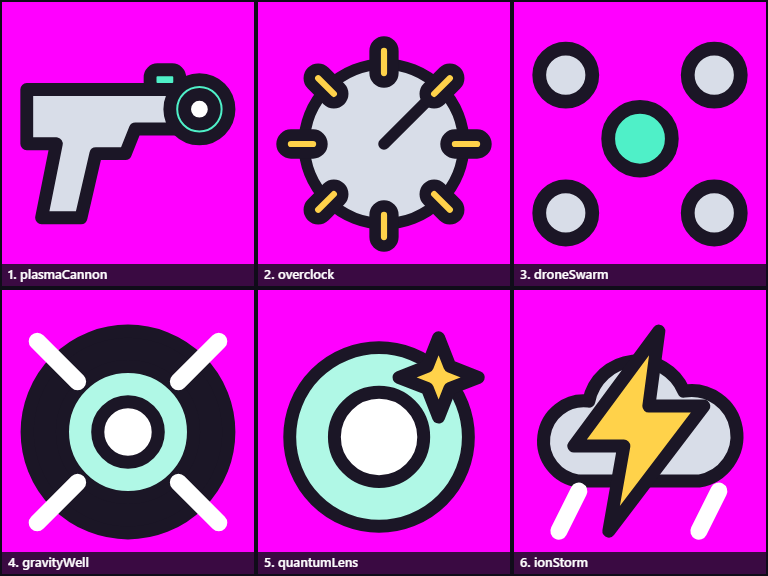 1. plasmaCannon
2. overclock
3. droneSwarm
4. gravityWell
5. quantumLens
6. ionStorm